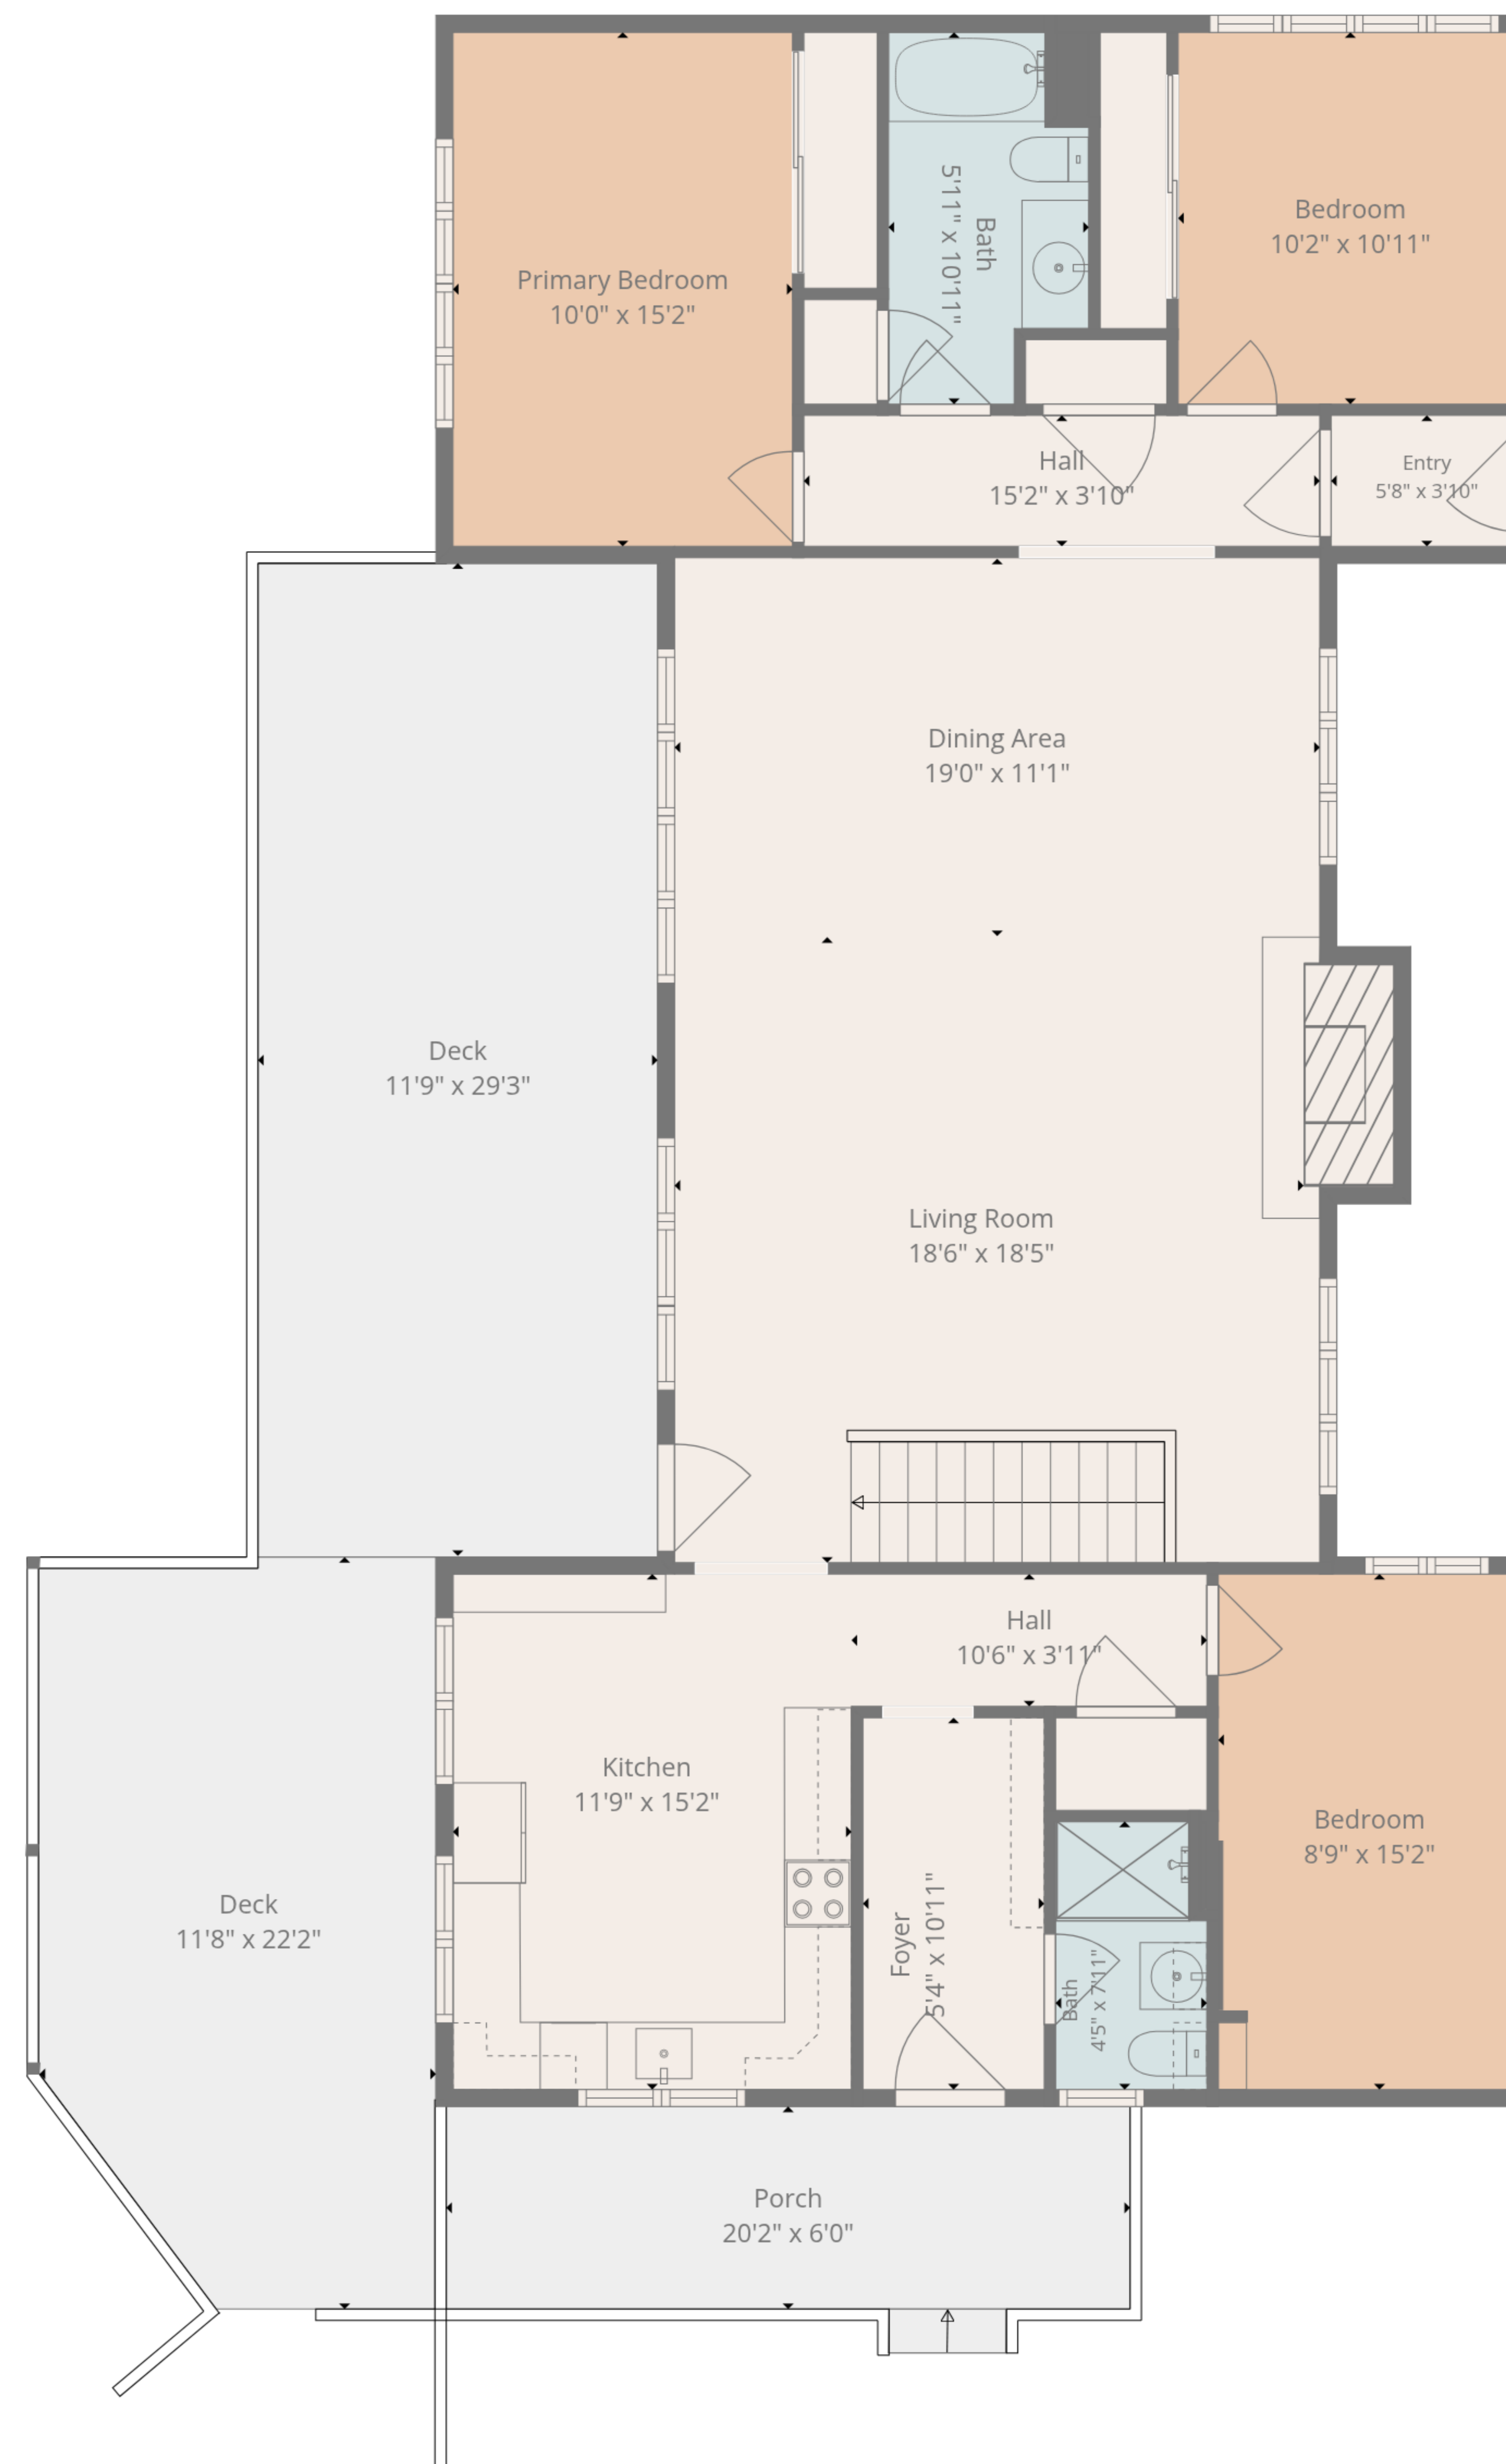 Bedroom
10'2" x 10'11"
Bath
5'11" x 10'11"
Primary Bedroom
10'0" x 15'2"
Hall
15'2" x 3'10"
Entry
5'8" x 3'10"
Dining Area
19'0" x 11'1"
Deck
11'9" x 29'3"
Living Room
18'6" x 18'5"
Hall
10'6" x 3'11"
Kitchen
11'9" x 15'2"
Bedroom
8'9" x 15'2"
Deck
11'8" x 22'2"
Foyer
5'4" x 10'11"
Bath
4'5" x 7'11"
Porch
20'2" x 6'0"